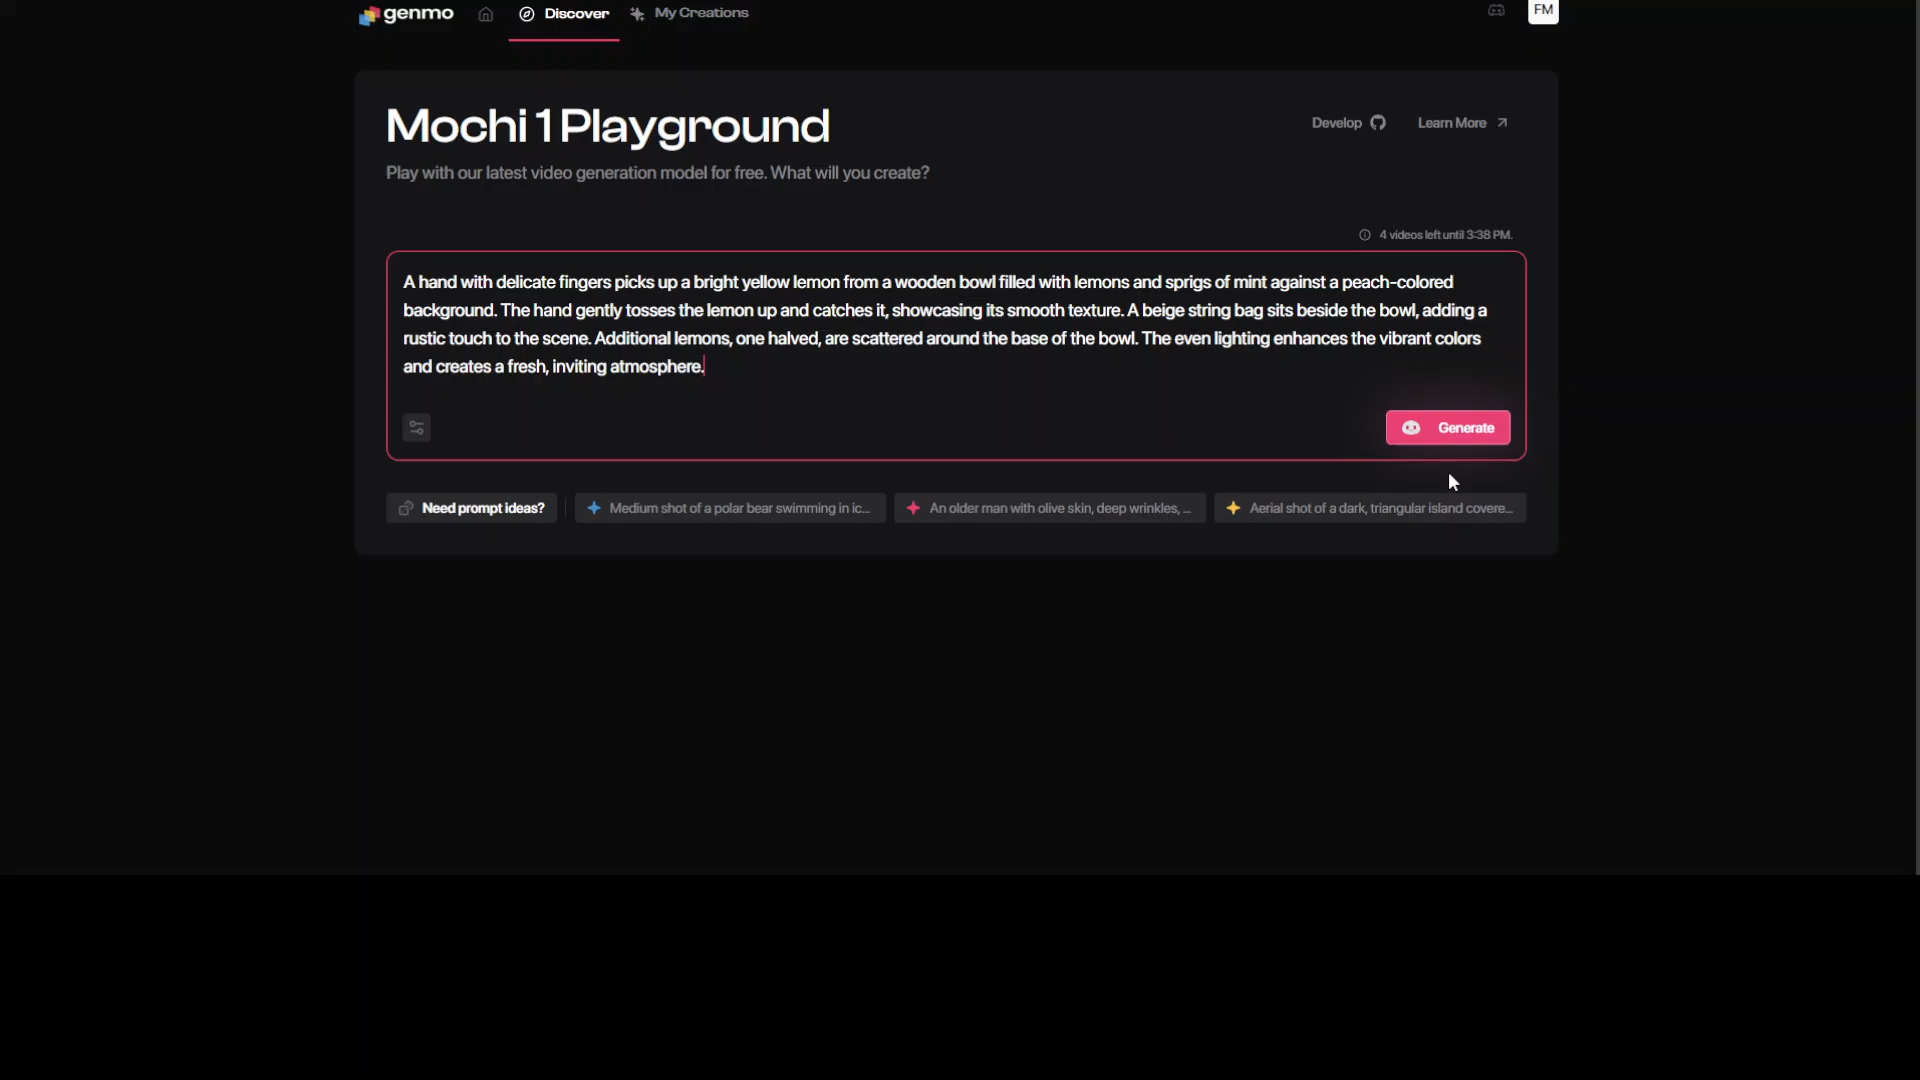 genmo Discover My Creations FM
Mochi 1 Playground
Develop Learn More
Play with our latest video generation model for free. What will you create?
4 videos left until 3:38 PM.
A hand with delicate fingers picks up a bright yellow lemon from a wooden bowl filled with lemons and sprigs of mint against a peach-colored
background. The hand gently tosses the lemon up and catches it, showcasing its smooth texture. A beige string bag sits beside the bowl, adding a
rustic touch to the scene. Additional lemons, one halved, are scattered around the base of the bowl. The even lighting enhances the vibrant colors
and creates a fresh, inviting atmosphere.
Generate
Need prompt ideas? Medium shot of a polar bear swimming in ic... An older man with olive skin, deep wrinkles, ... Aerial shot of a dark, triangular island covere...